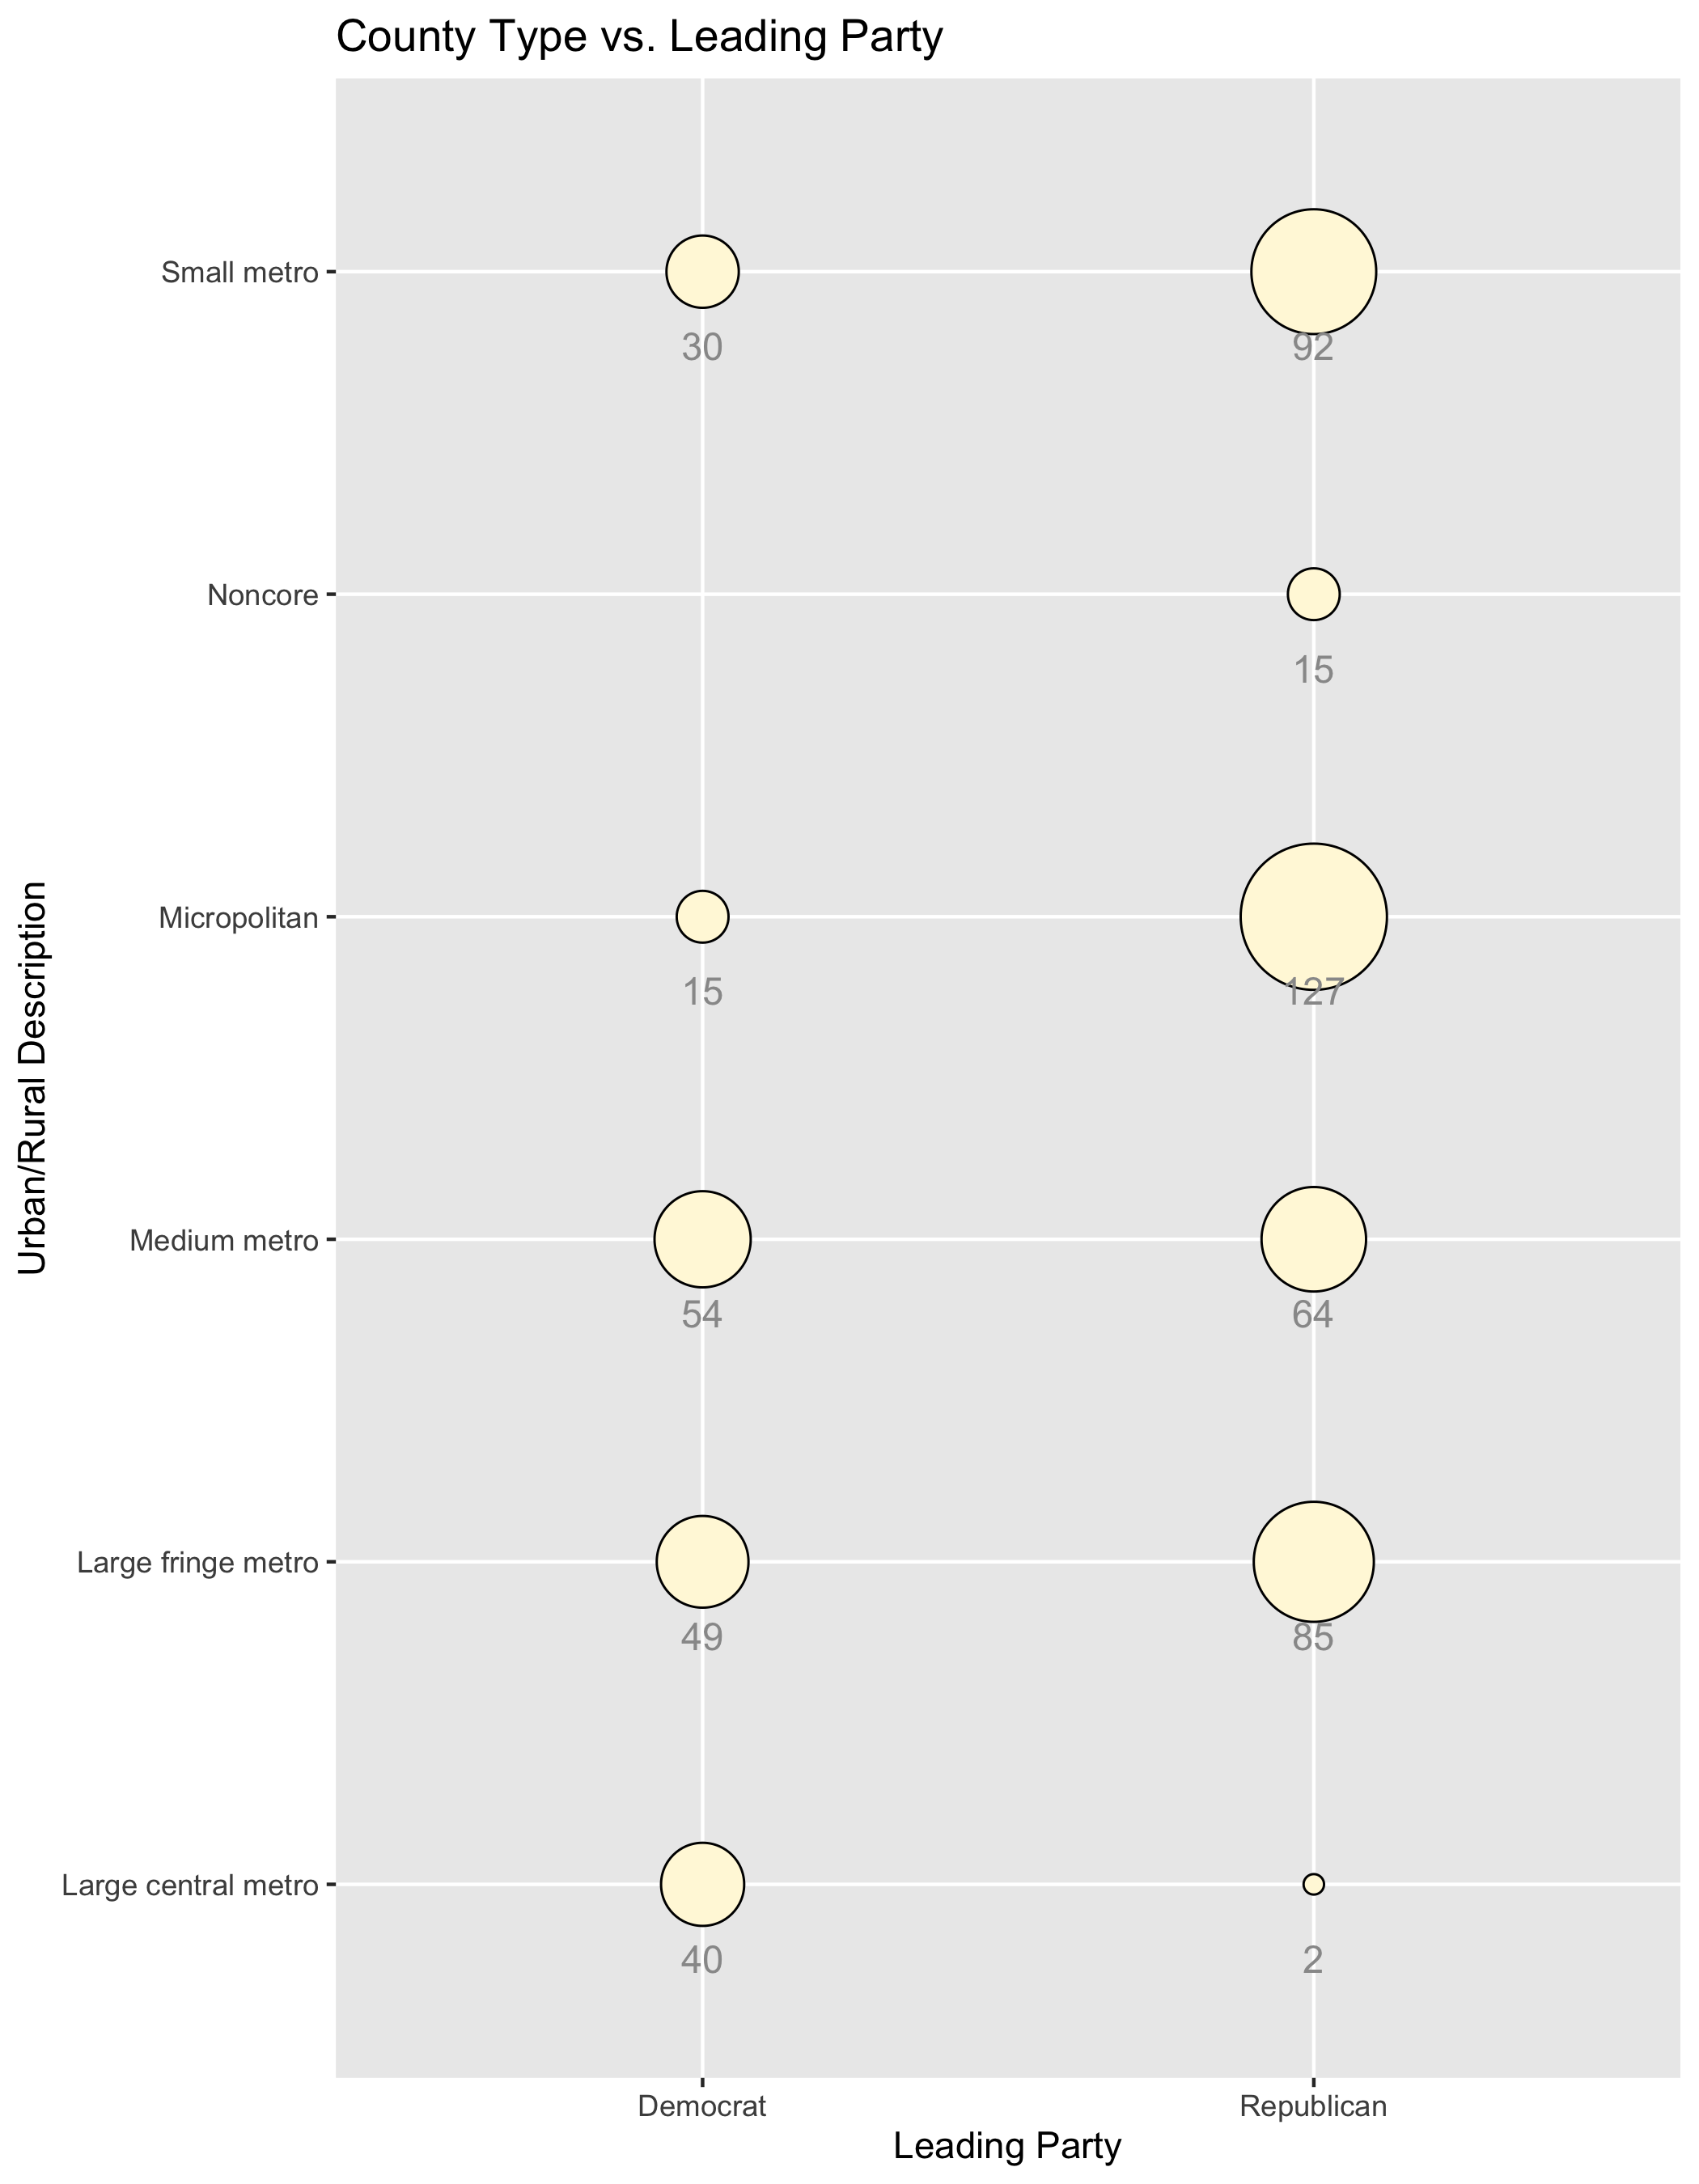 County Type vs. Leading Party
Small metro
30
92
Noncore
15
Micropolitan
15
127
Urban/Rural Description
Medium metro
54
64
Large fringe metro
49
85
Large central metro
40
2
Democrat
Republican
Leading Party